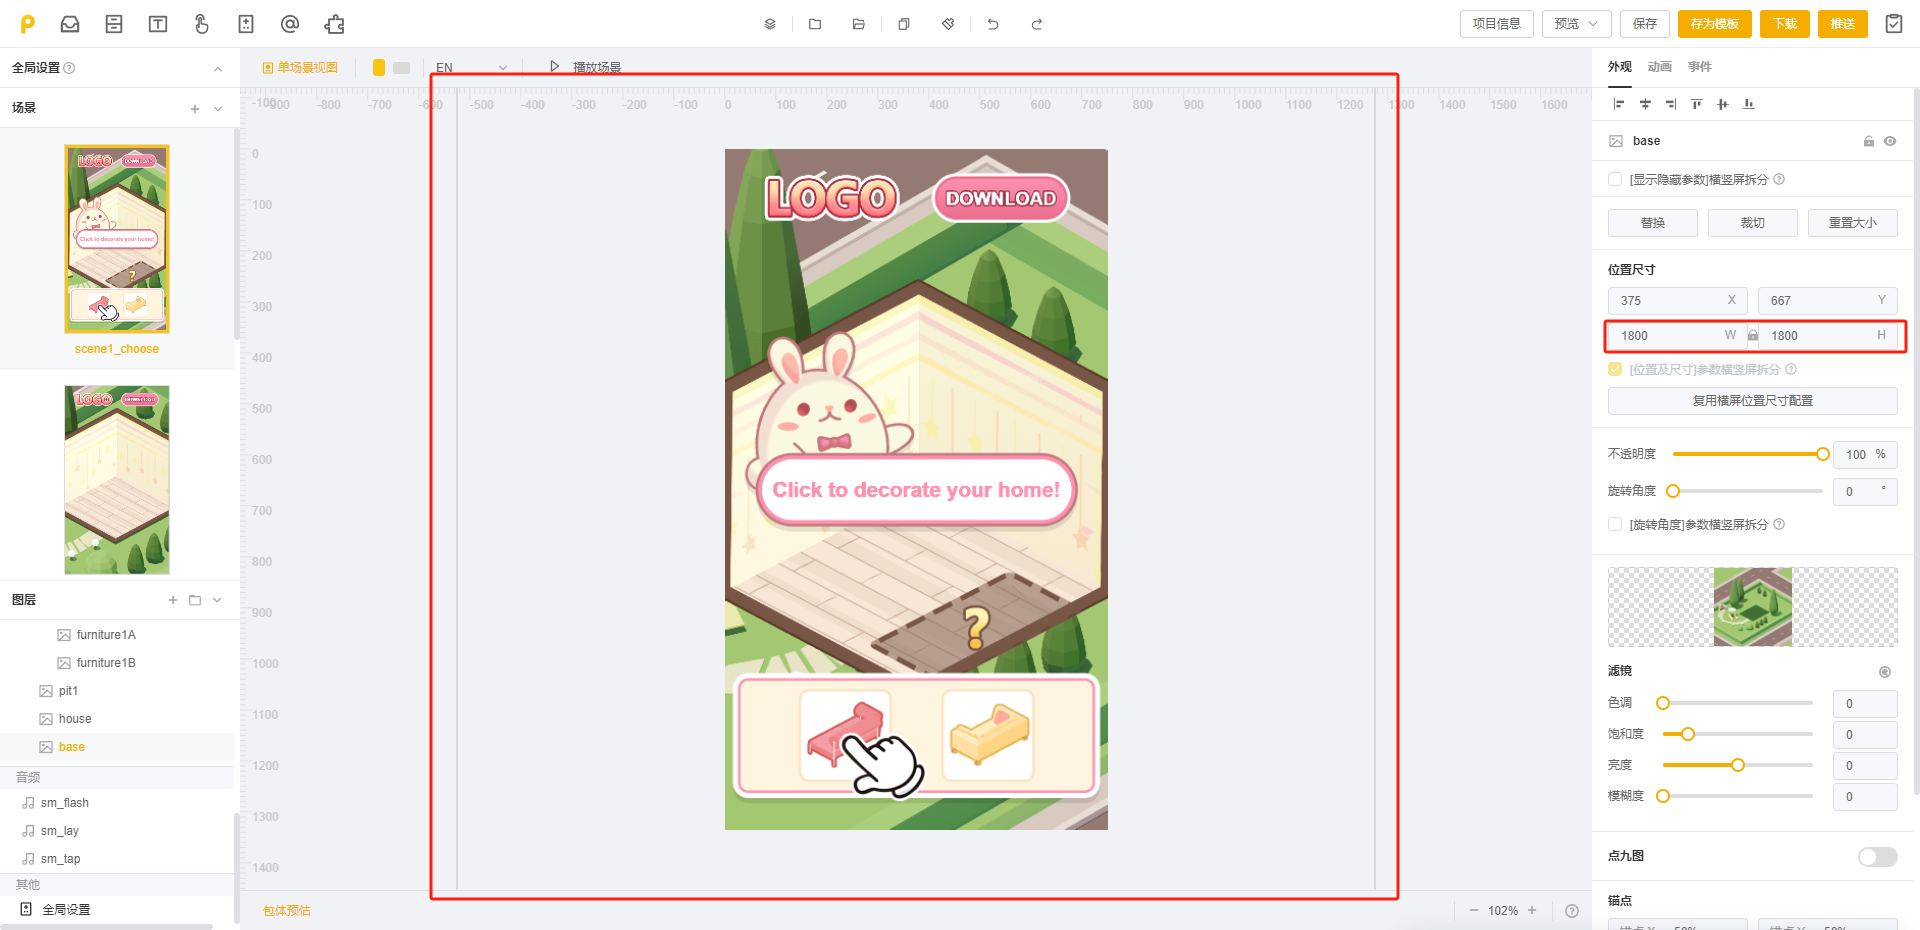 项目信息
预览
保存
存为模板
下载
推送
全局设置
单场景视图
EN
播放场景
外观
动画
事件
场景
-100
-900 -800 -700 -600 -500 -400 -300 -200 -100 0 100 200 300 400 500 600 700 800 900 1000 1100 1200 1300 1400 1500 1600
base
[显示隐藏参数]横竖屏拆分
替换
裁切
重置大小
位置尺寸
375 X
667 Y
1800 W
1800 H
[位置及尺寸]参数横竖屏拆分
复用横屏位置尺寸配置
不透明度
100 %
旋转角度
0 °
[旋转角度]参数横竖屏拆分
滤镜
色调
0
饱和度
0
亮度
0
模糊度
0
点九图
锚点
锚点X 50%
锚点Y 50%
LOGO
DOWNLOAD
Click to decorate your home!
?
scene1_choose
LOGO
DOWNLOAD
0
100
200
300
400
500
600
700
800
900
1000
1100
1200
1300
1400
LOGO
DOWNLOAD
Click to decorate your home!
?
图层
furniture1A
furniture1B
pit1
house
base
音频
sm_flash
sm_lay
sm_tap
其他
全局设置
包体预估
102%